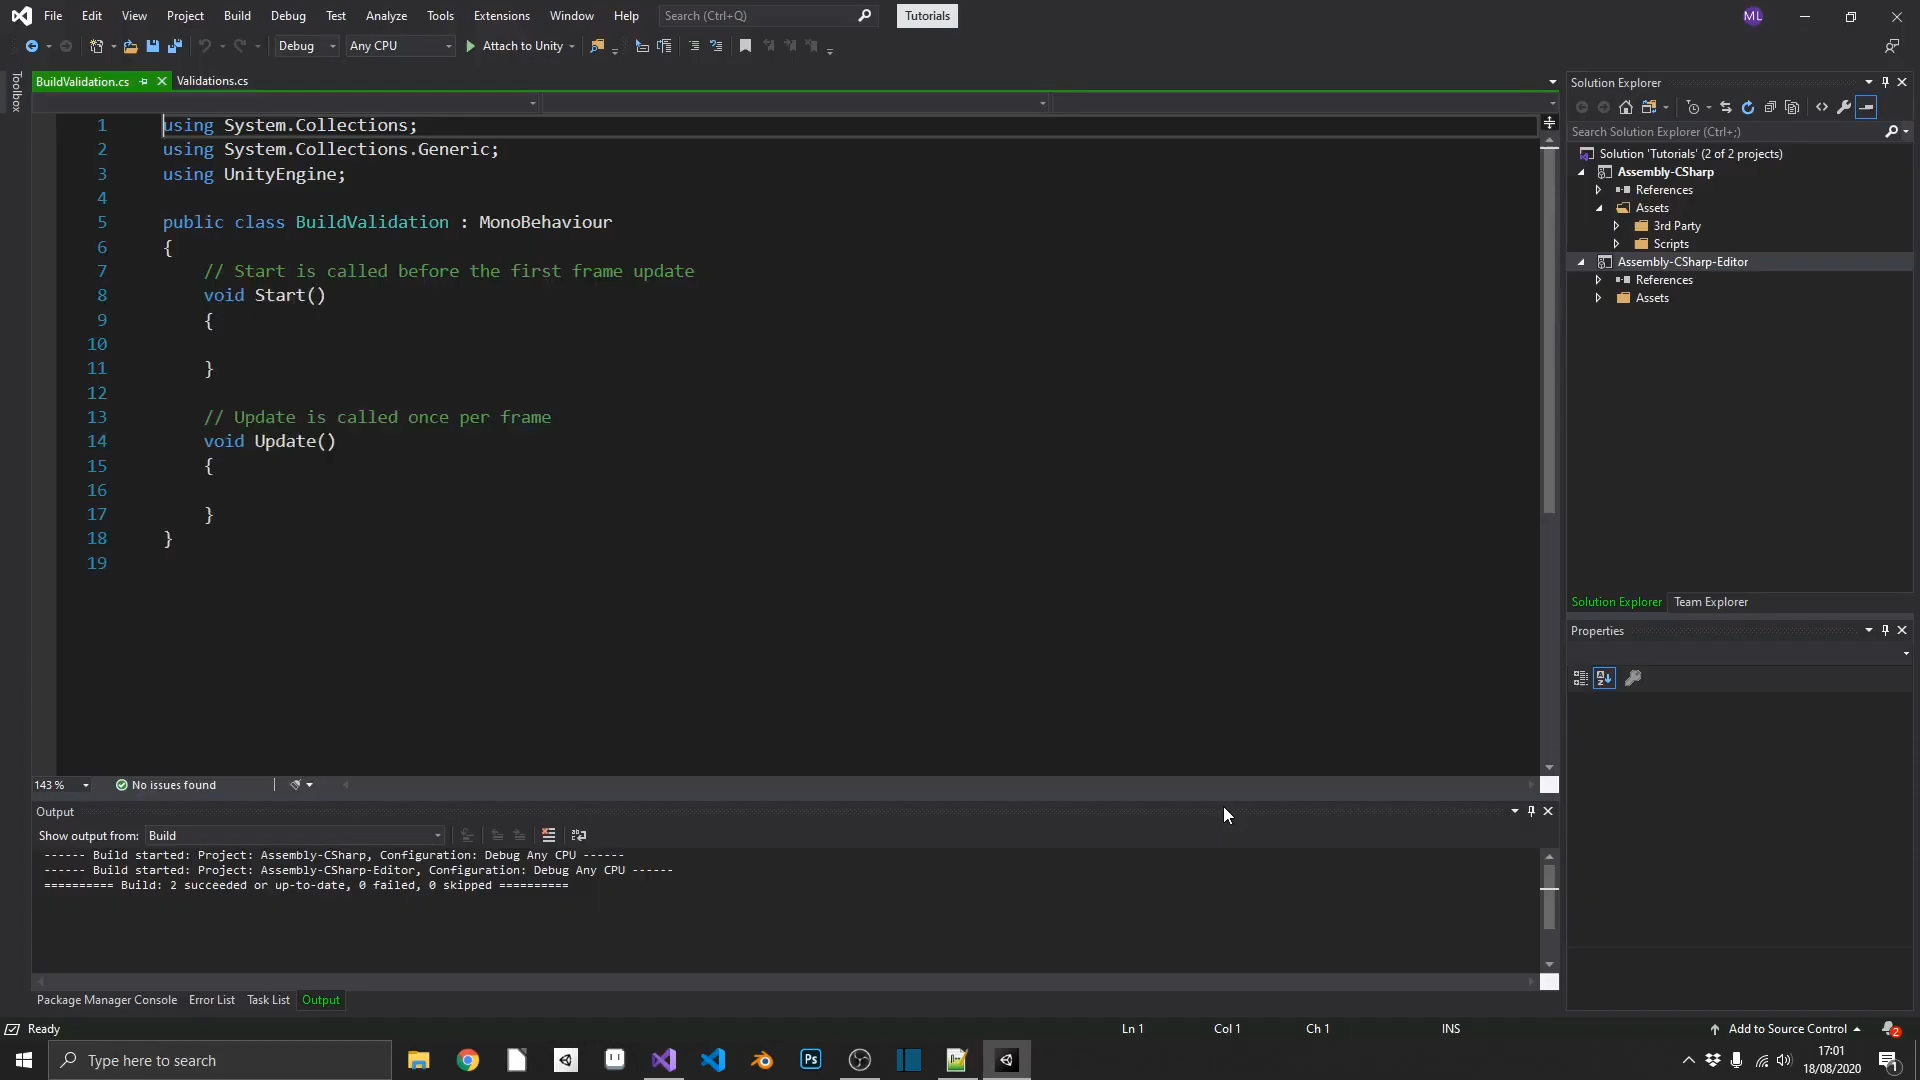 File Edit View Project Build Debug Test Analyze Tools Extensions Window Help Search (Ctrl+Q) Tutorials ML
Debug Any CPU Attach to Unity
Toolbox
BuildValidation.cs Validations.cs
1 using System.Collections;
2 using System.Collections.Generic;
3 using UnityEngine;
4
5 public class BuildValidation : MonoBehaviour
6 {
7 // Start is called before the first frame update
8 void Start()
9 {
10
11 }
12
13 // Update is called once per frame
14 void Update()
15 {
16
17 }
18 }
19
143 % No issues found
Output
Show output from: Build
------ Build started: Project: Assembly-CSharp, Configuration: Debug Any CPU ------
------ Build started: Project: Assembly-CSharp-Editor, Configuration: Debug Any CPU ------
========== Build: 2 succeeded or up-to-date, 0 failed, 0 skipped ==========
Package Manager Console Error List Task List Output
Solution Explorer
Search Solution Explorer (Ctrl+;)
Solution 'Tutorials' (2 of 2 projects)
Assembly-CSharp
References
Assets
3rd Party
Scripts
Assembly-CSharp-Editor
References
Assets
Solution Explorer Team Explorer
Properties
Ready Ln 1 Col 1 Ch 1 INS Add to Source Control 2
Type here to search Ps 17:01
18/08/2020 1